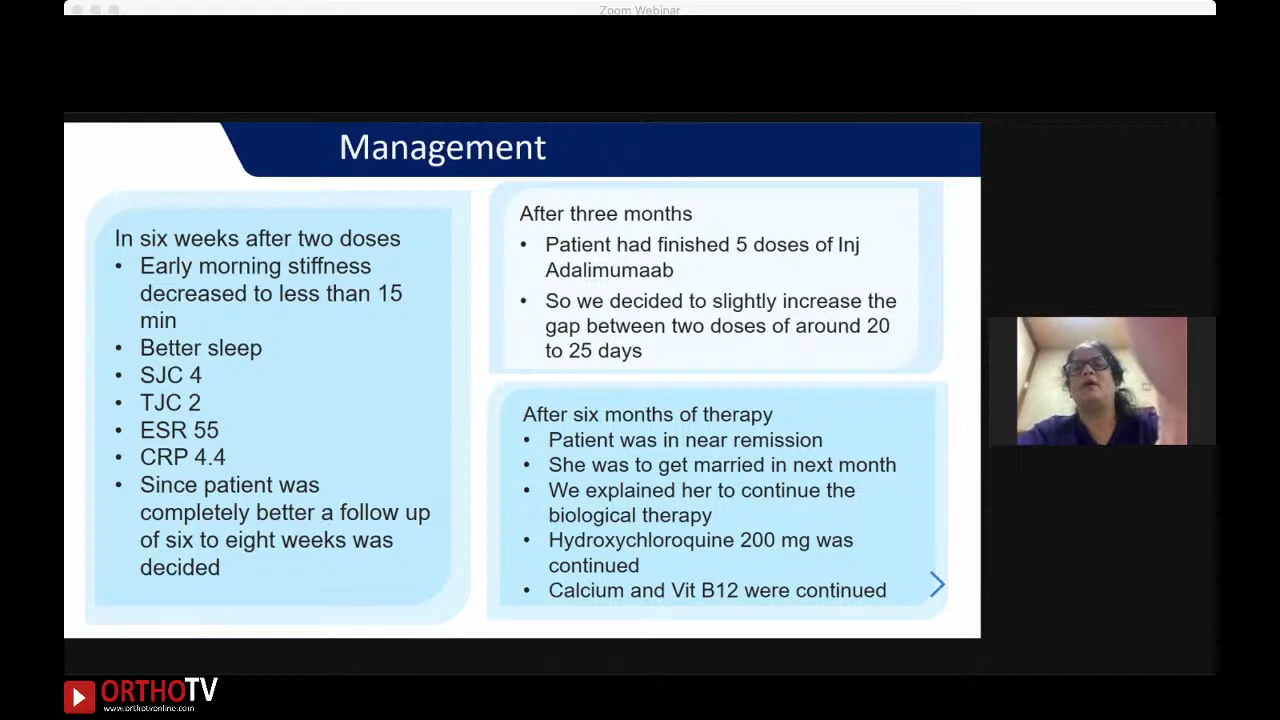 Zoom Webinar
Management
In six weeks after two doses
• Early morning stiffness
decreased to less than 15
min
• Better sleep
• SJC 4
• TJC 2
• ESR 55
• CRP 4.4
• Since patient was
completely better a follow up
of six to eight weeks was
decided
After three months
• Patient had finished 5 doses of Inj
Adalimumaab
• So we decided to slightly increase the
gap between two doses of around 20
to 25 days
After six months of therapy
• Patient was in near remission
• She was to get married in next month
• We explained her to continue the
biological therapy
• Hydroxychloroquine 200 mg was
continued
• Calcium and Vit B12 were continued
ORTHOTV
www.orthotvonline.com